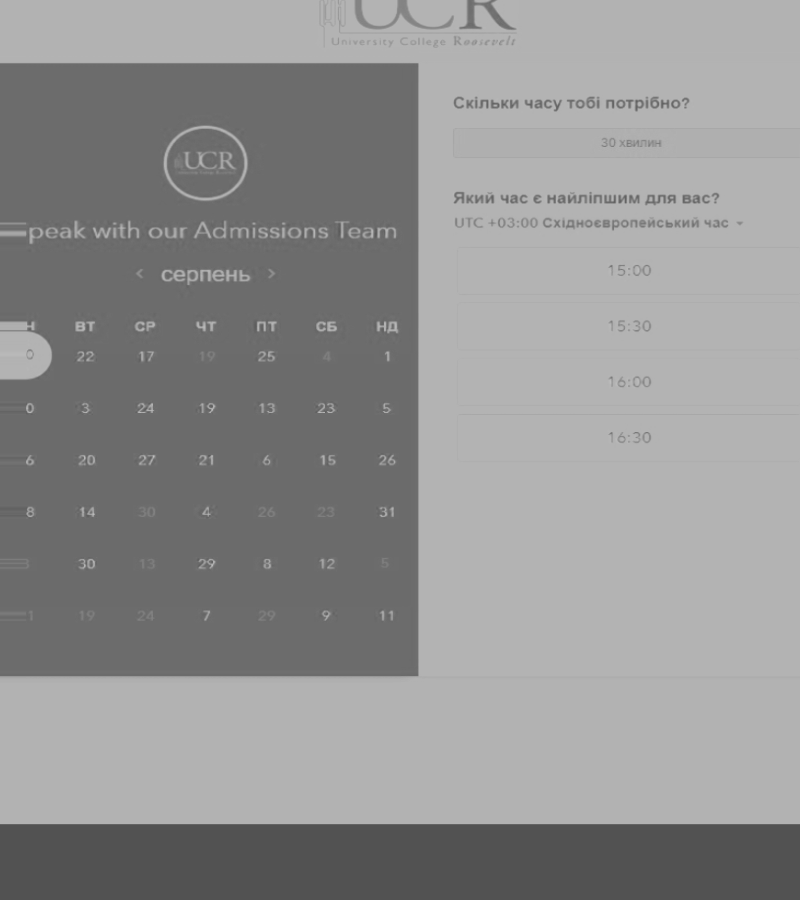 UCR
University College Roosevelt
UCR
peak with our Admissions Team
< серпень >
Н ВТ СР ЧТ ПТ СБ НД
0 22 17 19 25 4 1
0 3 24 19 13 23 5
6 20 27 21 6 15 26
8 14 30 4 26 23 31
30 13 29 8 12 5
1 19 24 7 29 9 11
Скільки часу тобі потрібно?
30 хвилин
Який час є найліпшим для вас?
UTC +03:00 Східноєвропейський час
15:00
15:30
16:00
16:30